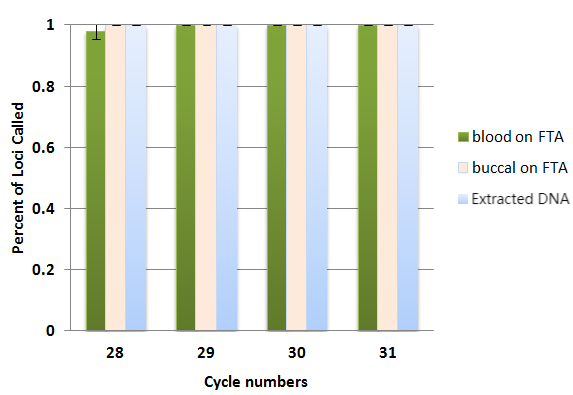 Percent of Loci Called
1
0.8
0.6
0.4
0.2
0
28 29 30 31
Cycle numbers
blood on FTA
buccal on FTA
Extracted DNA